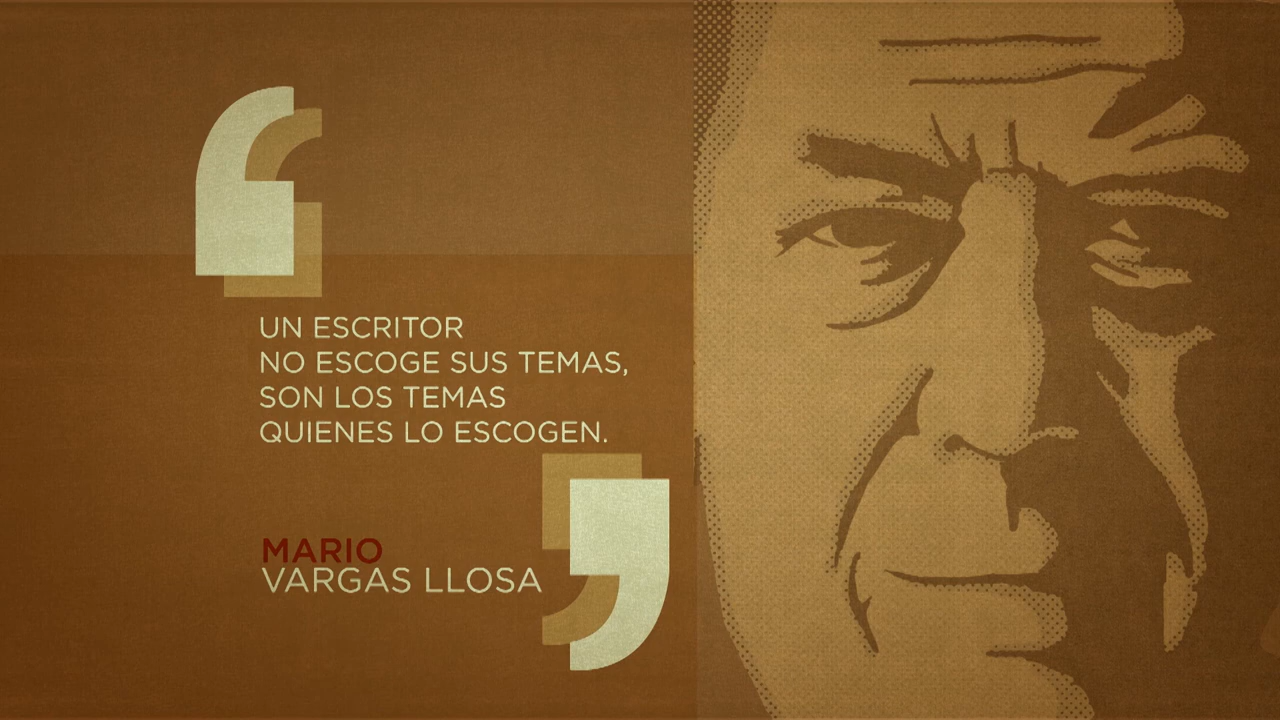 UN ESCRITOR
NO ESCOGE SUS TEMAS,
SON LOS TEMAS
QUIENES LO ESCOGEN.
MARIO
VARGAS LLOSA